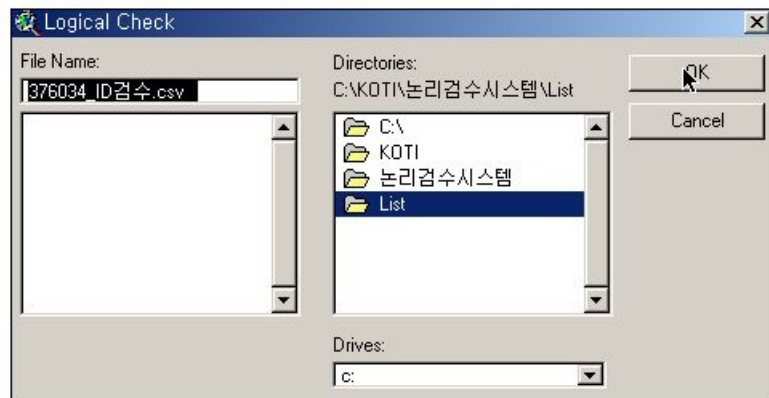 Logical Check
File Name:
376034_ID검수.csv
Directories:
C:\KOTI\논리검수시스템\List
OK
Cancel
C:\
KOTI
논리검수시스템
List
Drives:
c: